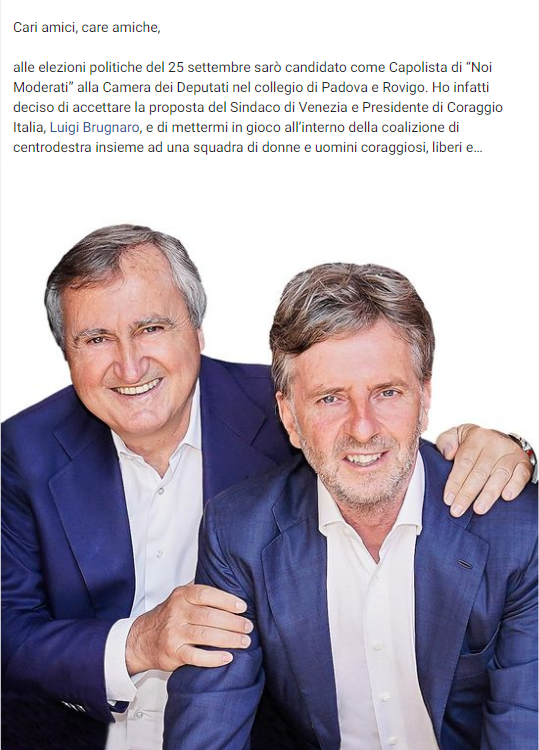 Cari amici, care amiche,
alle elezioni politiche del 25 settembre sarò candidato come Capolista di “Noi
Moderati” alla Camera dei Deputati nel collegio di Padova e Rovigo. Ho infatti
deciso di accettare la proposta del Sindaco di Venezia e Presidente di Coraggio
Italia, Luigi Brugnaro, e di mettermi in gioco all’interno della coalizione di
centrodestra insieme ad una squadra di donne e uomini coraggiosi, liberi e…